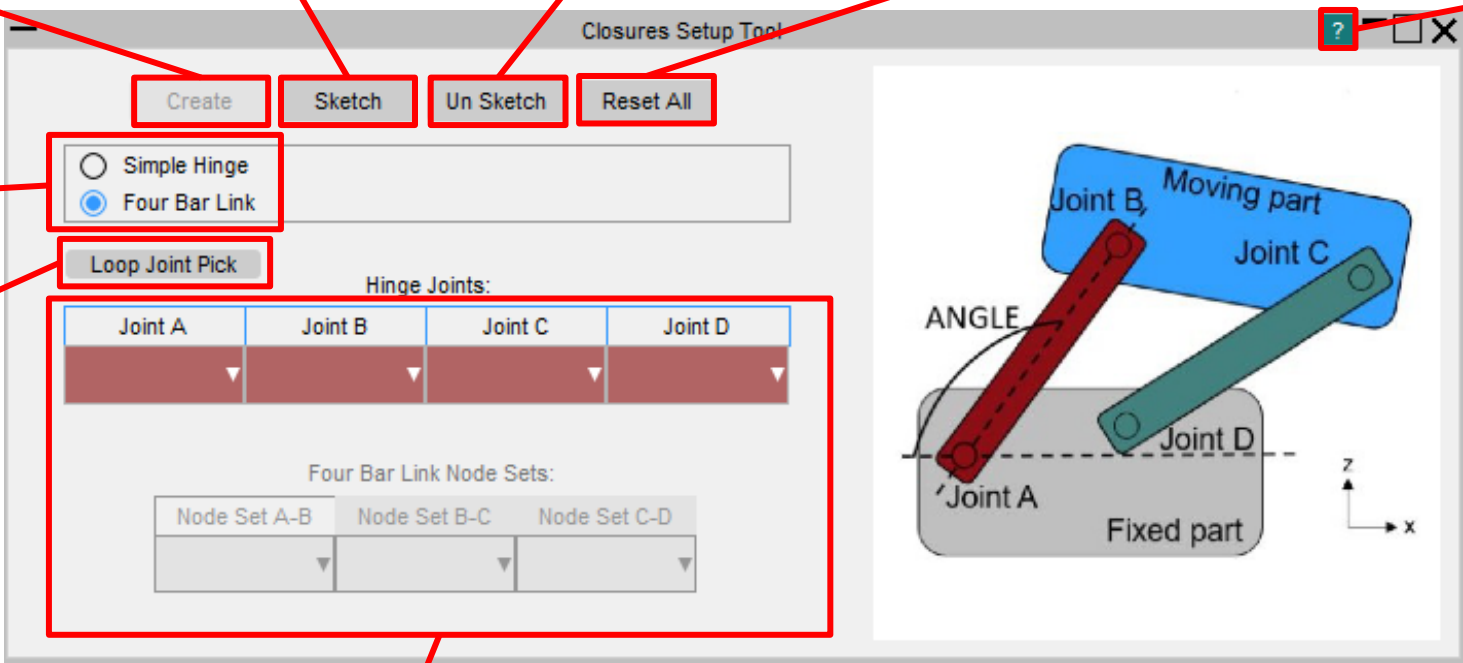 Closures Setup Tool ?
Create Sketch Un Sketch Reset All
Simple Hinge
Four Bar Link
Loop Joint Pick
Hinge Joints:
Joint A Joint B Joint C Joint D
Four Bar Link Node Sets:
Node Set A-B Node Set B-C Node Set C-D
Joint B
Moving part
Joint C
ANGLE
Joint D
Joint A
Fixed part
z
x